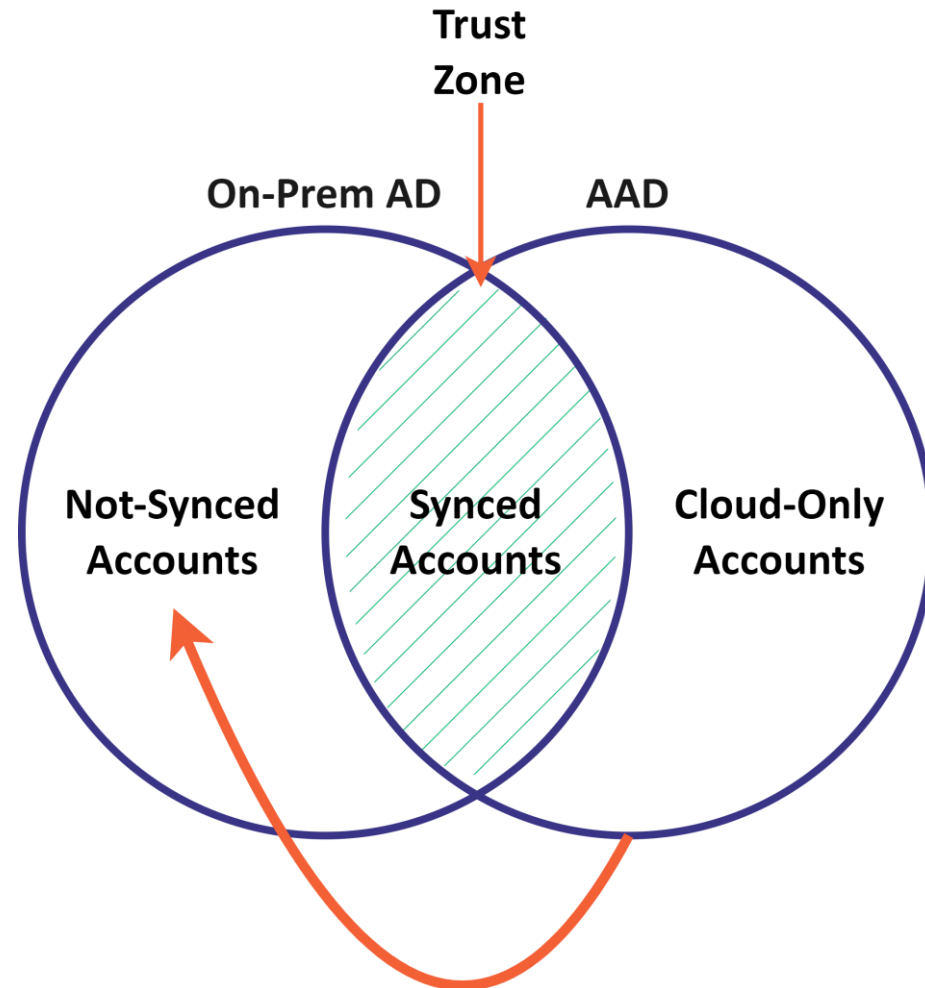 Trust
Zone
On-Prem AD
AAD
Not-Synced
Accounts
Synced
Accounts
Cloud-Only
Accounts